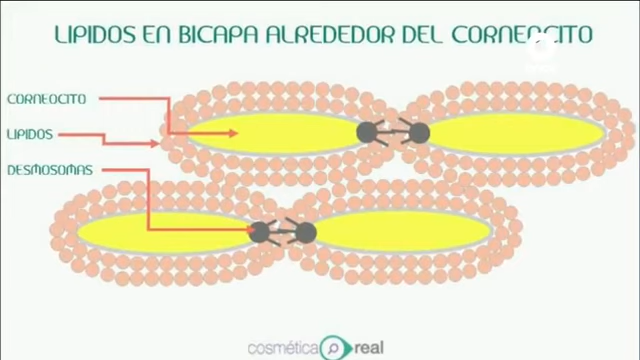 LIPIDOS EN BICAPA ALREDEDOR DEL CORNEOCITO
CORNEOCITO
LIPIDOS
DESMOSOMAS
cosmética real